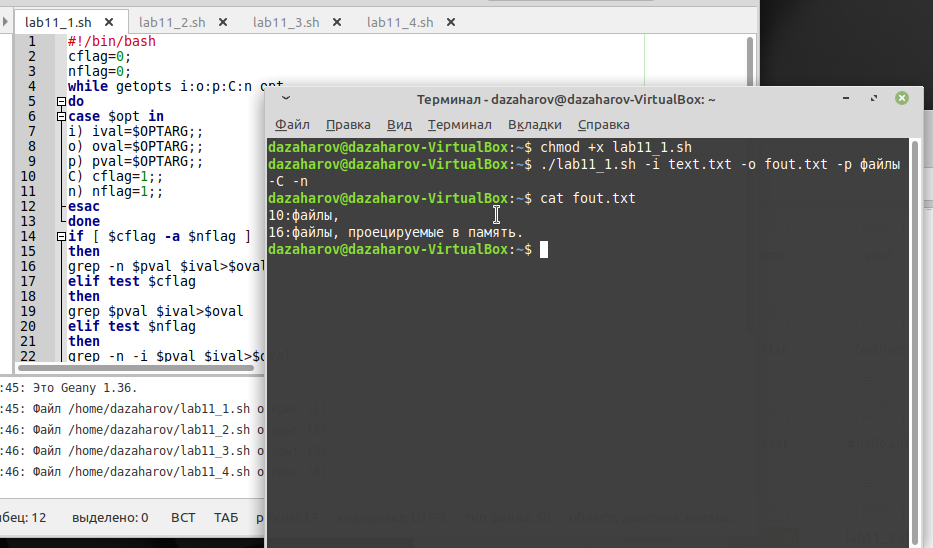 lab11_1.sh
lab11_2.sh
lab11_3.sh
lab11_4.sh
1 #!/bin/bash
2 cflag=0;
3 nflag=0;
4 while getopts i:o:p:C:n opt
5 do
6 case $opt in
7 i) ival=$OPTARG;;
8 o) oval=$OPTARG;;
9 p) pval=$OPTARG;;
10 C) cflag=1;;
11 n) nflag=1;;
12 esac
13 done
14 if [ $cflag -a $nflag ]
15 then
16 grep -n $pval $ival>$oval
17 elif test $cflag
18 then
19 grep $pval $ival>$oval
20 elif test $nflag
21 then
22 grep -n -i $pval $ival>$o
:45: Это Geany 1.36.
:45: Файл /home/dazaharov/lab11_1.sh о
:46: Файл /home/dazaharov/lab11_2.sh о
:46: Файл /home/dazaharov/lab11_3.sh о
:46: Файл /home/dazaharov/lab11_4.sh о
бец: 12 выделено: 0 ВСТ ТАБ
Терминал - dazaharov@dazaharov-VirtualBox: ~
Файл Правка Вид Терминал Вкладки Справка
dazaharov@dazaharov-VirtualBox:~$ chmod +x lab11_1.sh
dazaharov@dazaharov-VirtualBox:~$ ./lab11_1.sh -i text.txt -o fout.txt -p файлы
-C -n
dazaharov@dazaharov-VirtualBox:~$ cat fout.txt
10:файлы,
16:файлы, проецируемые в память.
dazaharov@dazaharov-VirtualBox:~$